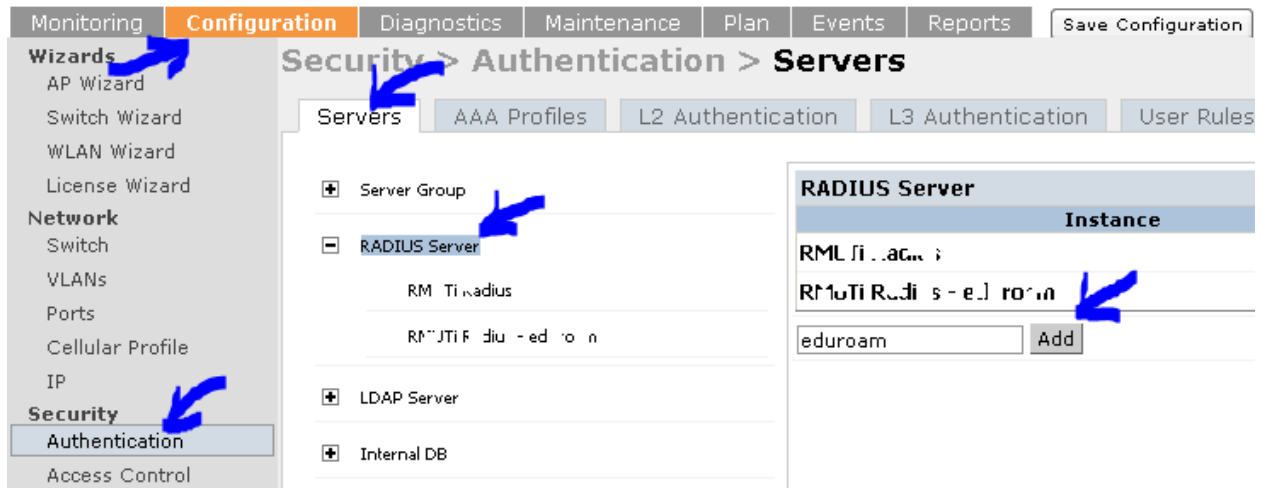 Monitoring Configuration Diagnostics Maintenance Plan Events Reports Save Configuration
Wizards
AP Wizard
Switch Wizard
WLAN Wizard
License Wizard
Network
Switch
VLANs
Ports
Cellular Profile
IP
Security
Authentication
Access Control
Security > Authentication > Servers
Servers AAA Profiles L2 Authentication L3 Authentication User Rules
+ Server Group
- RADIUS Server
+ LDAP Server
+ Internal DB
RADIUS Server
Instance
eduroam Add